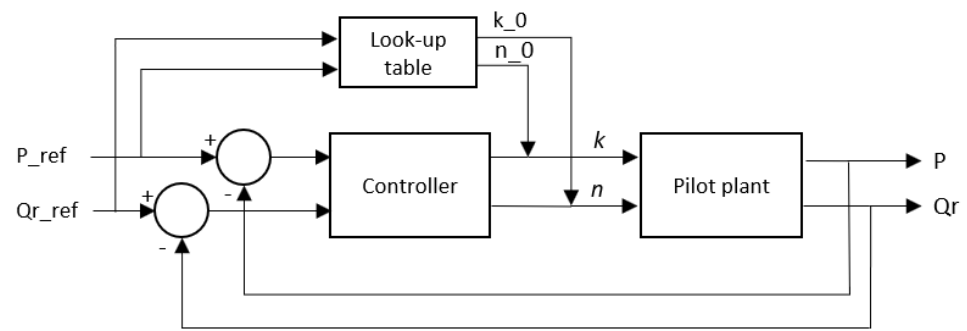 k_0
Look-up
table
n_0
+
k
P_ref
Controller
Pilot plant
P
-
+
n
Qr_ref
Qr
-